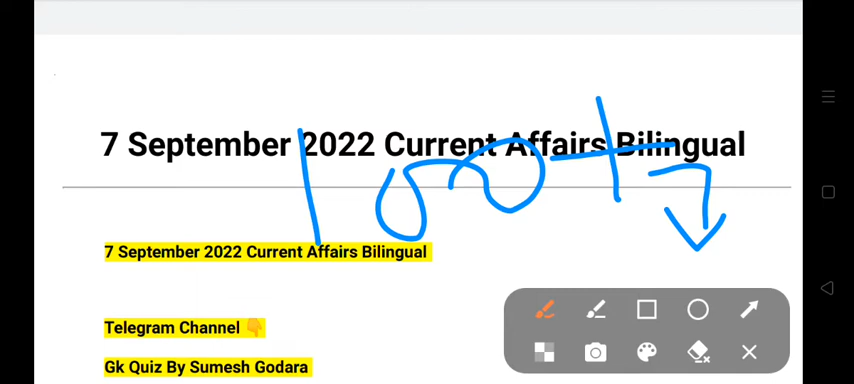 7 September 2022 Current Affairs Bilingual
100+
7 September 2022 Current Affairs Bilingual
Telegram Channel 👇
Gk Quiz By Sumesh Godara